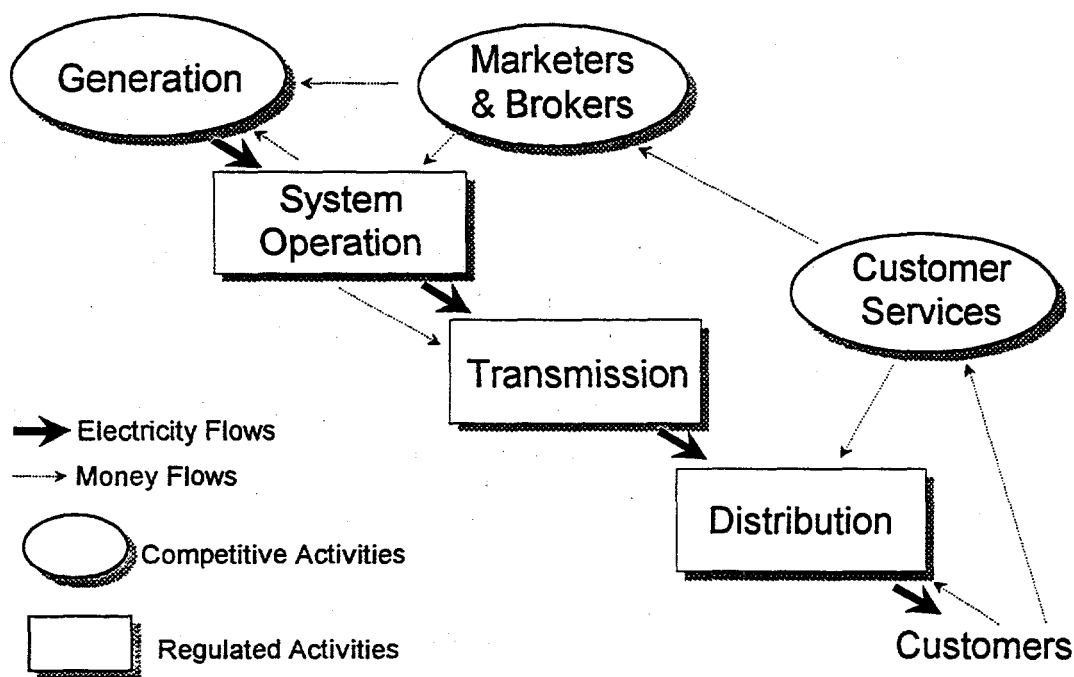 Generation
Marketers
& Brokers
System
Operation
Customer
Services
Transmission
Electricity Flows
Money Flows
Distribution
Competitive Activities
Customers
Regulated Activities